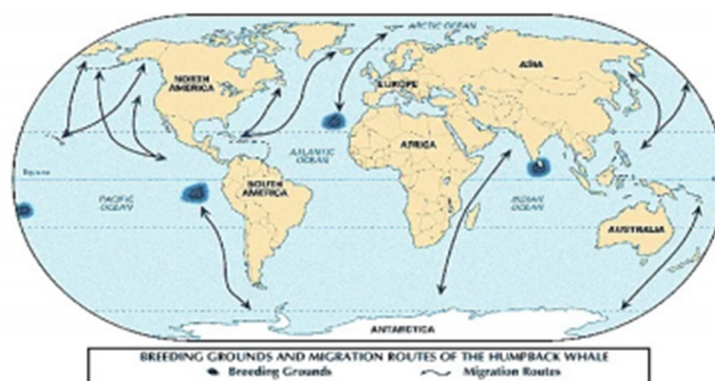 ARCTIC OCEAN
NORTH
AMERICA
EUROPE
ASIA
ATLANTIC
OCEAN
AFRICA
Equator
PACIFIC
OCEAN
SOUTH
AMERICA
INDIAN
OCEAN
AUSTRALIA
ANTARCTICA
BREEDING GROUNDS AND MIGRATION ROUTES OF THE HUMPBACK WHALE
Breeding Grounds
Migration Routes